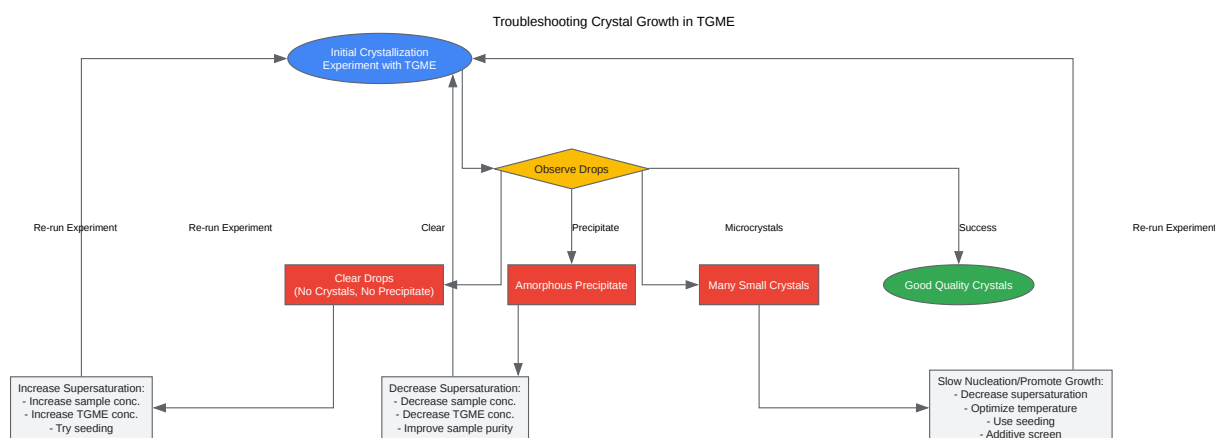 Troubleshooting Crystal Growth in TGME
Initial Crystallization
Experiment with TGME
Observe Drops
Re-run Experiment
Re-run Experiment
Clear
Precipitate
Microcrystals
Success
Re-run Experiment
Clear Drops
(No Crystals, No Precipitate)
Amorphous Precipitate
Many Small Crystals
Good Quality Crystals
Increase Supersaturation:
- Increase sample conc.
- Increase TGME conc.
- Try seeding
Decrease Supersaturation:
- Decrease sample conc.
- Decrease TGME conc.
- Improve sample purity
Slow Nucleation/Promote Growth:
- Decrease supersaturation
- Optimize temperature
- Use seeding
- Additive screen